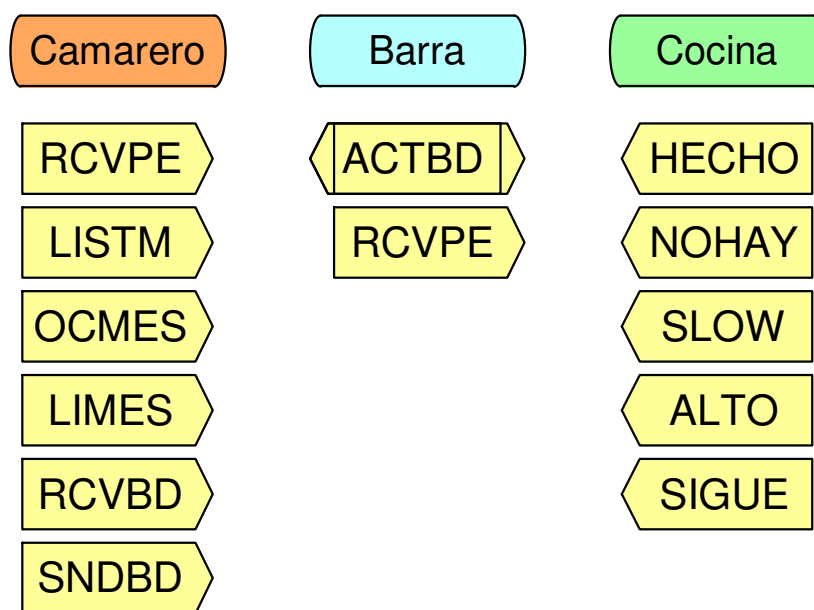 Camarero
Barra
Cocina
RCVPE
ACTBD
HECHO
LISTM
RCVPE
NOHAY
OCMES
SLOW
LIMES
ALTO
RCVBD
SIGUE
SNDBD